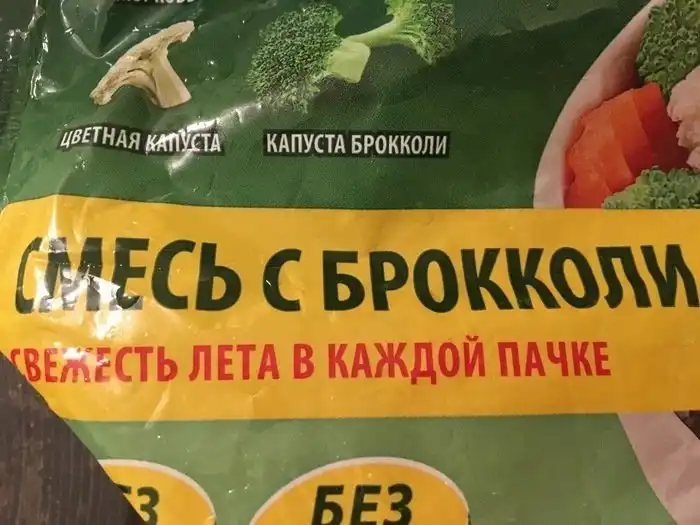 ЦВЕТНАЯ КАПУСТА
КАПУСТА БРОККОЛИ
СМЕСЬ С БРОККОЛИ
СВЕЖЕСТЬ ЛЕТА В КАЖДОЙ ПАЧКЕ
БЕЗ